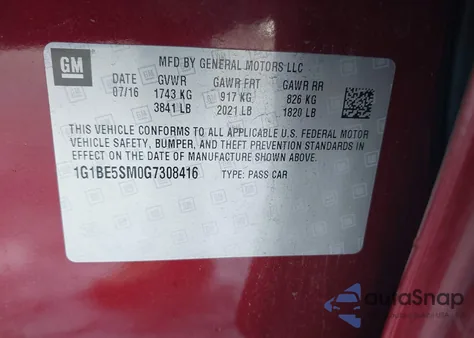 GM
MFD BY GENERAL MOTORS LLC
DATE GVWR GAWR FRT GAWR RR
07/16 1743 KG 917 KG 826 KG
3841 LB 2021 LB 1820 LB
THIS VEHICLE CONFORMS TO ALL APPLICABLE U.S. FEDERAL MOTOR
VEHICLE SAFETY, BUMPER, AND THEFT PREVENTION STANDARDS IN
EFFECT ON THE DATE OF MANUFACTURE SHOWN ABOVE.
1G1BE5SM0G7308416 TYPE: PASS CAR
AutoSnap